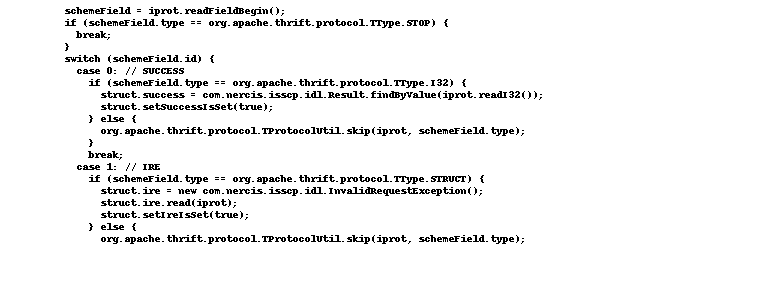 schemeField = iprot.readFieldBegin();
if (schemeField.type == org.apache.thrift.protocol.TType.STOP) {
break;
}
switch (schemeField.id) {
case 0: // SUCCESS
if (schemeField.type == org.apache.thrift.protocol.TType.I32) {
struct.success = com.nercis.isscp.idl.Result.findByValue(iprot.readI32());
struct.setSuccessIsSet(true);
} else {
org.apache.thrift.protocol.TProtocolUtil.skip(iprot, schemeField.type);
}
break;
case 1: // IRE
if (schemeField.type == org.apache.thrift.protocol.TType.STRUCT) {
struct.ire = new com.nercis.isscp.idl.InvalidRequestException();
struct.ire.read(iprot);
struct.setIreIsSet(true);
} else {
org.apache.thrift.protocol.TProtocolUtil.skip(iprot, schemeField.type);